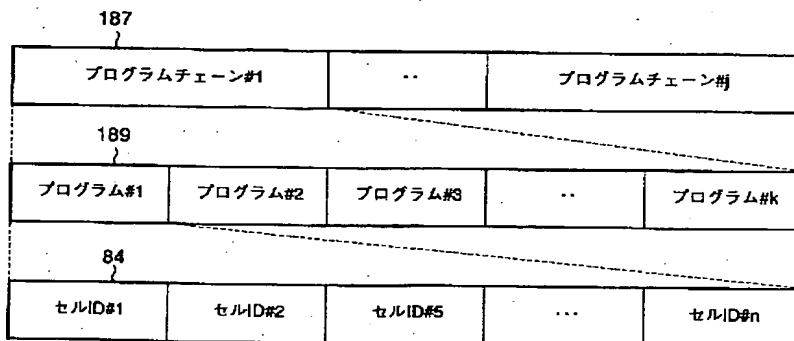 187
プログラムチェーン#1 ・・ プログラムチェーン#j
189
プログラム#1 プログラム#2 プログラム#3 ・・ プログラム#k
84
セルID#1 セルID#2 セルID#5 ・・・ セルID#n